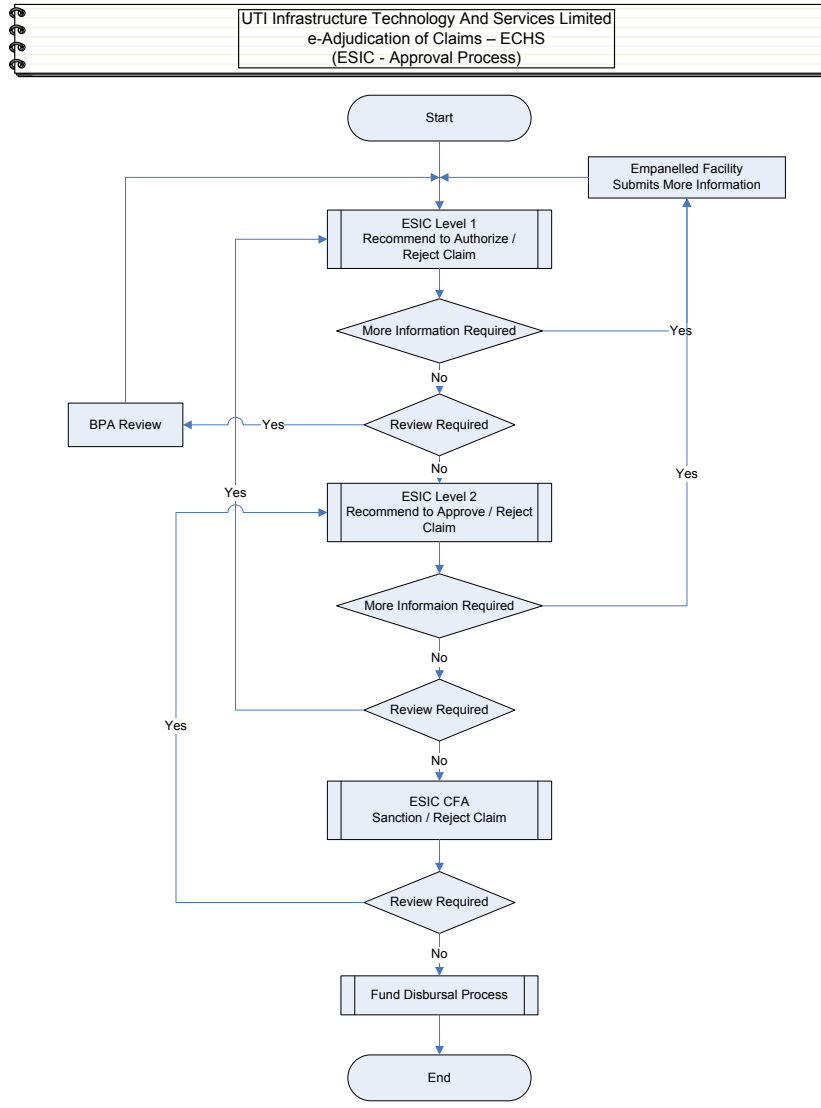 UTI Infrastructure Technology And Services Limited
e-Adjudication of Claims – ECHS
(ESIC - Approval Process)
Start
Empanelled Facility
Submits More Information
ESIC Level 1
Recommend to Authorize /
Reject Claim
More Information Required
Yes
No
BPA Review
Yes
Review Required
No
Yes
Yes
ESIC Level 2
Recommend to Approve / Reject
Claim
More Informaion Required
No
Review Required
Yes
No
ESIC CFA
Sanction / Reject Claim
Review Required
No
Fund Disbursal Process
End